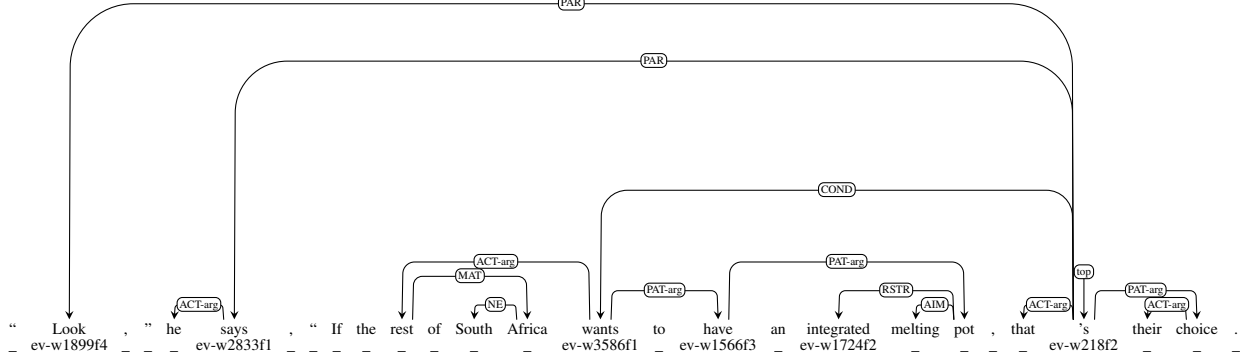 PAR
PAR
COND
ACT-arg PAT-arg
MAT top
PAT-arg RSTR PAT-arg
ACT-arg NE AIM ACT-arg ACT-arg
“ Look , ” he says , “ If the rest of South Africa wants to have an integrated melting pot , that 's their choice .
_ ev-w1899f4 _ _ _ ev-w2833f1 _ _ _ _ _ _ _ _ ev-w3586f1 _ ev-w1566f3 _ ev-w1724f2 _ _ _ _ ev-w218f2 _ _ _